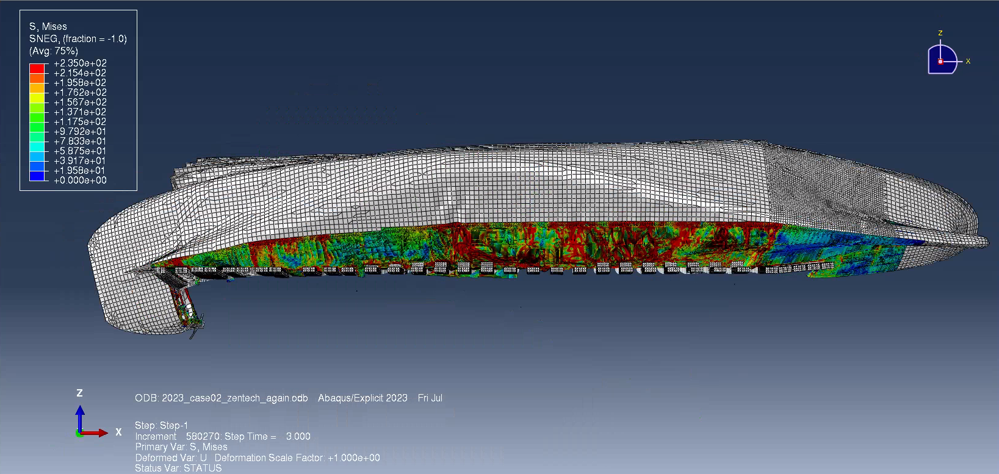 S, Mises
SNEG, (fraction = -1.0)
(Avg: 75%)
+2.350e+02
+2.154e+02
+1.958e+02
+1.762e+02
+1.567e+02
+1.371e+02
+1.175e+02
+9.792e+01
+7.833e+01
+5.875e+01
+3.917e+01
+1.958e+01
+0.000e+00
Z
X
Z
X
ODB: 2023_case02_zentech_again.odb Abaqus/Explicit 2023 Fri Jul
Step: Step-1
Increment 580270: Step Time = 3.000
Primary Var: S, Mises
Deformed Var: U Deformation Scale Factor: +1.000e+00
Status Var: STATUS